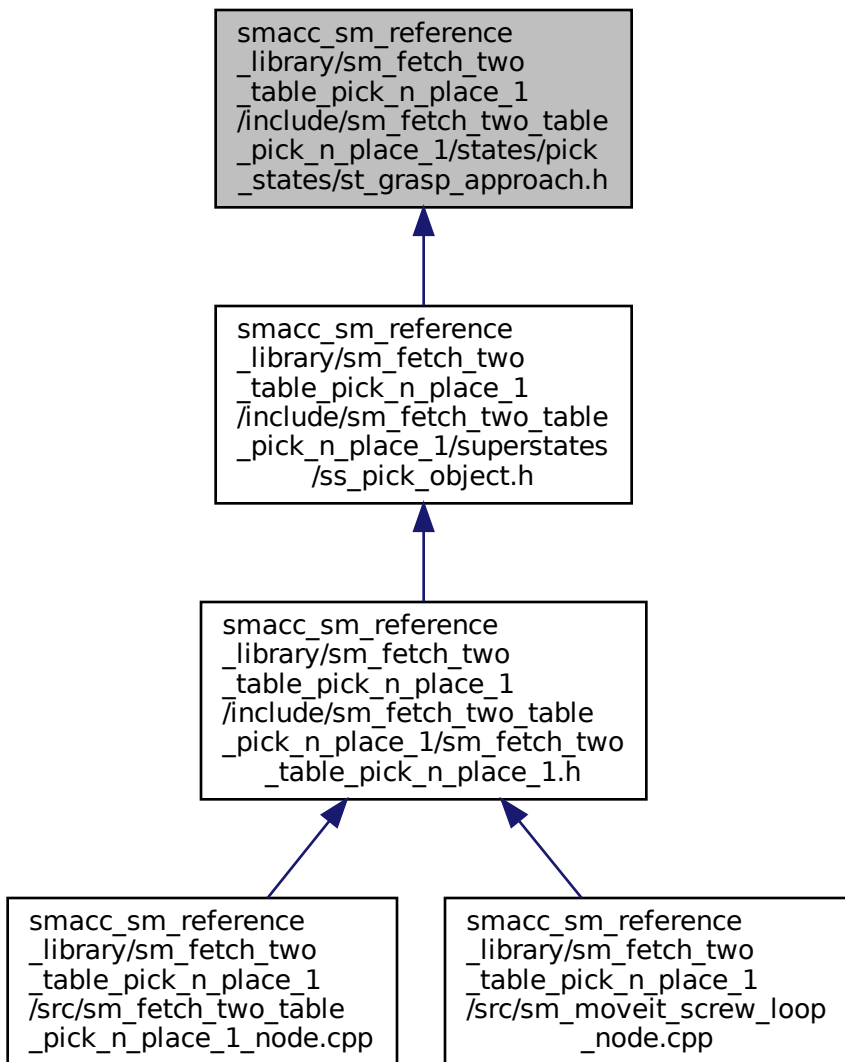 smacc_sm_reference
_library/sm_fetch_two
_table_pick_n_place_1
/include/sm_fetch_two_table
_pick_n_place_1/states/pick
_states/st_grasp_approach.h
smacc_sm_reference
_library/sm_fetch_two
_table_pick_n_place_1
/include/sm_fetch_two_table
_pick_n_place_1/superstates
/ss_pick_object.h
smacc_sm_reference
_library/sm_fetch_two
_table_pick_n_place_1
/include/sm_fetch_two_table
_pick_n_place_1/sm_fetch_two
_table_pick_n_place_1.h
smacc_sm_reference
_library/sm_fetch_two
_table_pick_n_place_1
/src/sm_fetch_two_table
_pick_n_place_1_node.cpp
smacc_sm_reference
_library/sm_fetch_two
_table_pick_n_place_1
/src/sm_moveit_screw_loop
_node.cpp